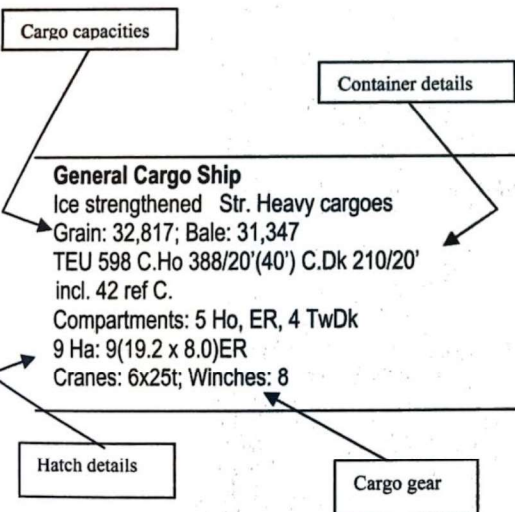 Cargo capacities
Container details
General Cargo Ship
Ice strengthened Str. Heavy cargoes
Grain: 32,817; Bale: 31,347
TEU 598 C.Ho 388/20'(40') C.Dk 210/20'
incl. 42 ref C.
Compartments: 5 Ho, ER, 4 TwDk
9 Ha: 9(19.2 x 8.0)ER
Cranes: 6x25t; Winches: 8
Hatch details
Cargo gear